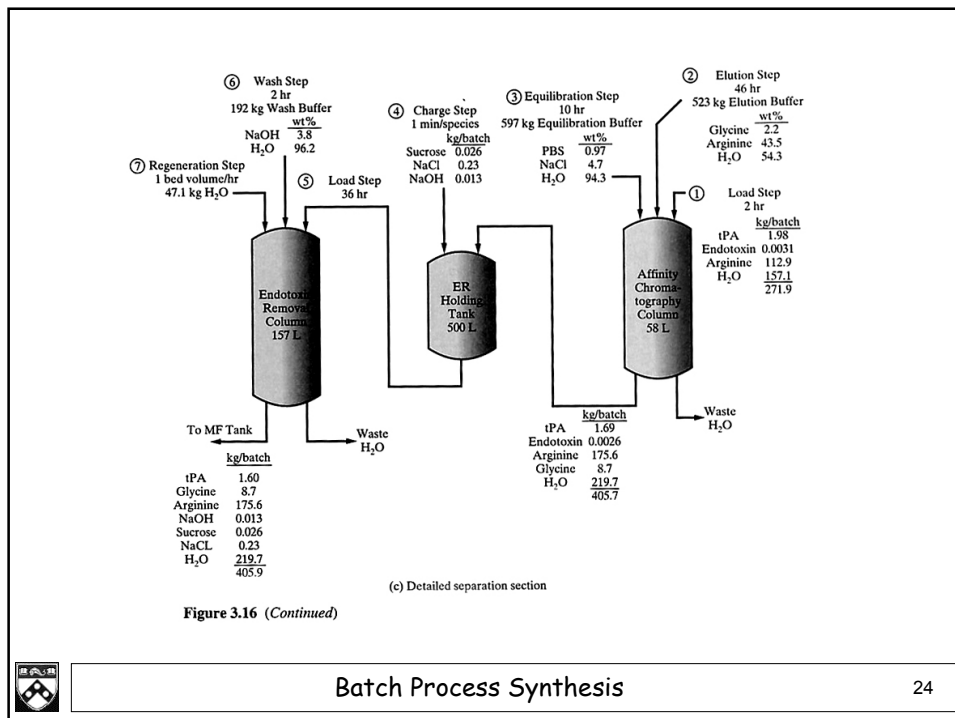 ⑥ Wash Step
2 hr
192 kg Wash Buffer
wt%
NaOH 3.8
H₂O 96.2
⑦ Regeneration Step
1 bed volume/hr
47.1 kg H₂O
⑤ Load Step
36 hr
④ Charge Step
1 min/species
kg/batch
Sucrose 0.026
NaCl 0.23
NaOH 0.013
③ Equilibration Step
10 hr
597 kg Equilibration Buffer
wt%
PBS 0.97
NaCl 4.7
H₂O 94.3
② Elution Step
46 hr
523 kg Elution Buffer
wt%
Glycine 2.2
Arginine 43.5
H₂O 54.3
① Load Step
2 hr
kg/batch
tPA 1.98
Endotoxin 0.0031
Arginine 112.9
H₂O 157.1
271.9
Endotoxin
Removal
Column
157 L
ER
Holding
Tank
500 L
Affinity
Chroma-
tography
Column
58 L
To MF Tank
kg/batch
tPA 1.60
Glycine 8.7
Arginine 175.6
NaOH 0.013
Sucrose 0.026
NaCL 0.23
H₂O 219.7
405.9
Waste
H₂O
kg/batch
tPA 1.69
Endotoxin 0.0026
Arginine 175.6
Glycine 8.7
H₂O 219.7
405.7
Waste
H₂O
(c) Detailed separation section
Figure 3.16 (Continued)
Batch Process Synthesis
24